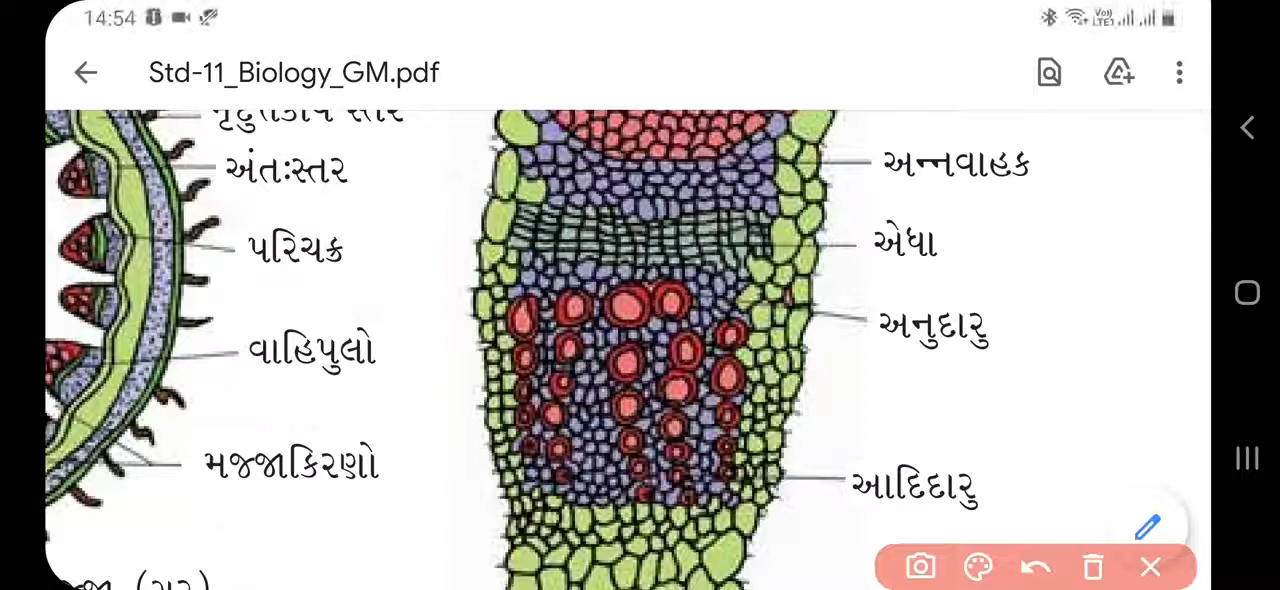 14:54
Std-11_Biology_GM.pdf
અંતઃસ્તર
પરિચક્ર
વાહિપુલો
મજ્જાકિરણો
અન્નવાહક
એધા
અનુદારુ
આદિદારુ